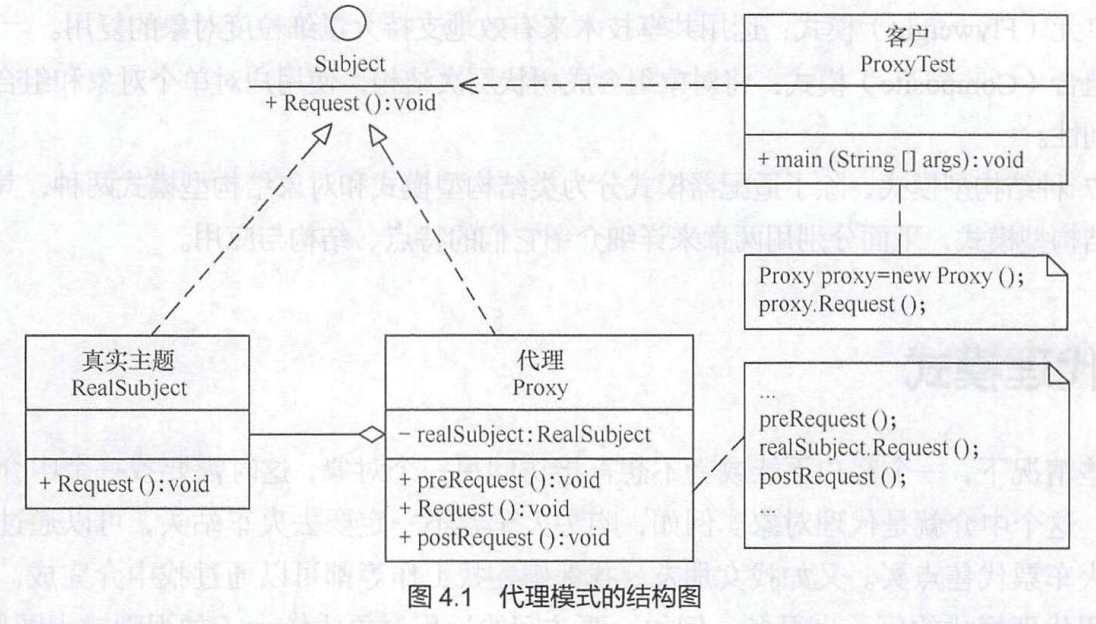 Subject
+ Request ():void
客户
ProxyTest
+ main (String [] args):void
Proxy proxy=new Proxy ();
proxy.Request ();
真实主题
RealSubject
+ Request ():void
代理
Proxy
- realSubject:RealSubject
+ preRequest ():void
+ Request ():void
+ postRequest ():void
...
preRequest ();
realSubject.Request ();
postRequest ();
...
图 4.1 代理模式的结构图